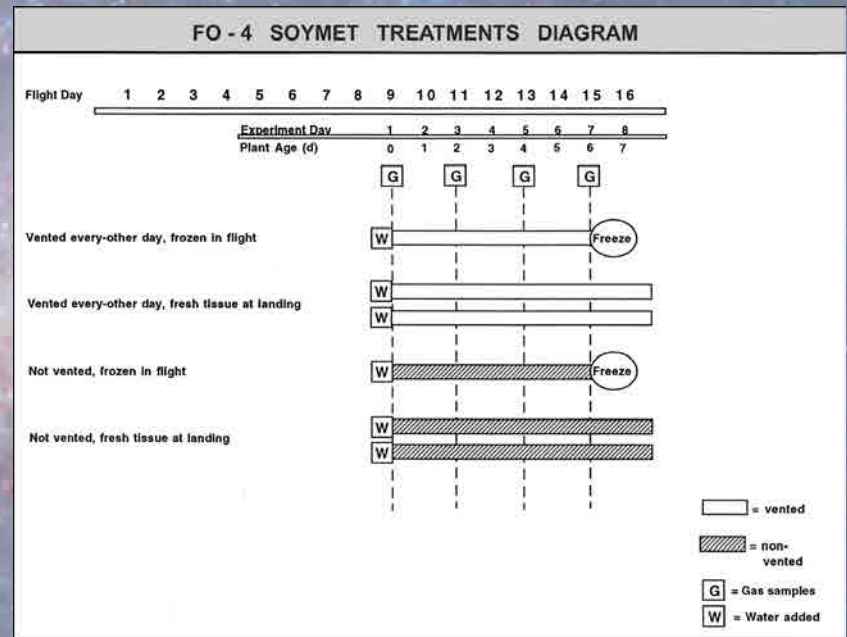 FO - 4 SOYMET TREATMENTS DIAGRAM
Flight Day 1 2 3 4 5 6 7 8 9 10 11 12 13 14 15 16
Experiment Day 1 2 3 4 5 6 7 8
Plant Age (d) 0 1 2 3 4 5 6 7
G G G G
Vented every-other day, frozen in flight W Freeze
Vented every-other day, fresh tissue at landing W
W
Not vented, frozen in flight W Freeze
Not vented, fresh tissue at landing W
W
= vented
= non-
vented
G = Gas samples
W = Water added